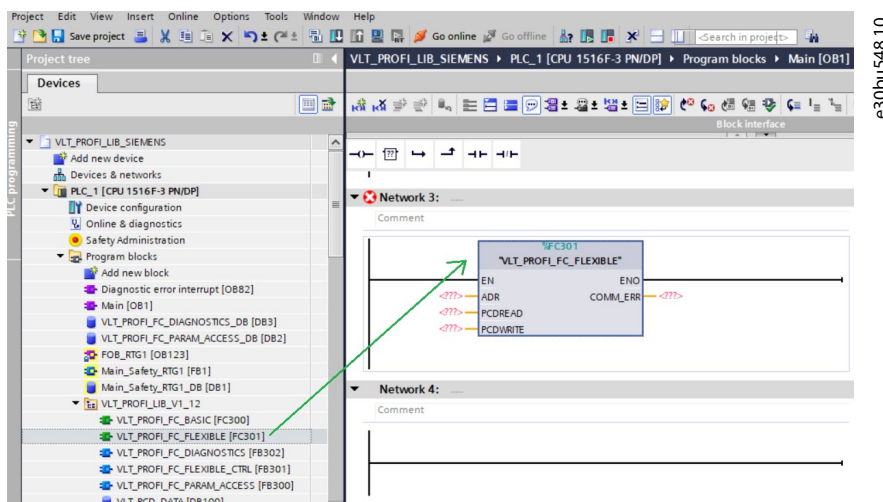 Project Edit View Insert Online Options Tools Window Help
Save project Go online Go offline <Search in project>
Project tree
VLT_PROFI_LIB_SIEMENS ▸ PLC_1 [CPU 1516F-3 PN/DP] ▸ Program blocks ▸ Main [OB1]
Devices
Block interface
PLC programming
VLT_PROFI_LIB_SIEMENS
Add new device
Devices & networks
PLC_1 [CPU 1516F-3 PN/DP]
Device configuration
Online & diagnostics
Safety Administration
Program blocks
Add new block
Diagnostic error interrupt [OB82]
Main [OB1]
VLT_PROFI_FC_DIAGNOSTICS_DB [DB3]
VLT_PROFI_FC_PARAM_ACCESS_DB [DB2]
FOB_RTG1 [OB123]
Main_Safety_RTG1 [FB1]
Main_Safety_RTG1_DB [DB1]
VLT_PROFI_LIB_V1_12
VLT_PROFI_FC_BASIC [FC300]
VLT_PROFI_FC_FLEXIBLE [FC301]
VLT_PROFI_FC_DIAGNOSTICS [FB302]
VLT_PROFI_FC_FLEXIBLE_CTRL [FB301]
VLT_PROFI_FC_PARAM_ACCESS [FB300]
VLT_PCD_DATA [DB100]
??
Network 3: .....
Comment
%FC301
"VLT_PROFI_FC_FLEXIBLE"
EN ENO
<???> ADR COMM_ERR <???>
<???> PCDREAD
<???> PCDWRITE
Network 4: .....
Comment
e30bu548.10